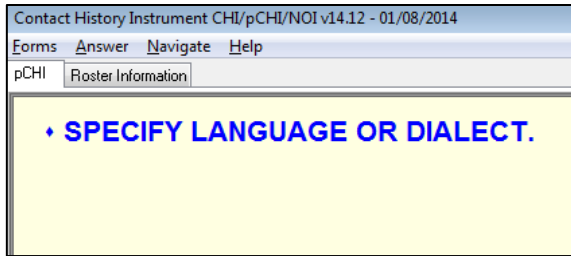 Contact History Instrument CHI/pCHI/NOI v14.12 - 01/08/2014
Forms Answer Navigate Help
pCHI Roster Information
♦ SPECIFY LANGUAGE OR DIALECT.